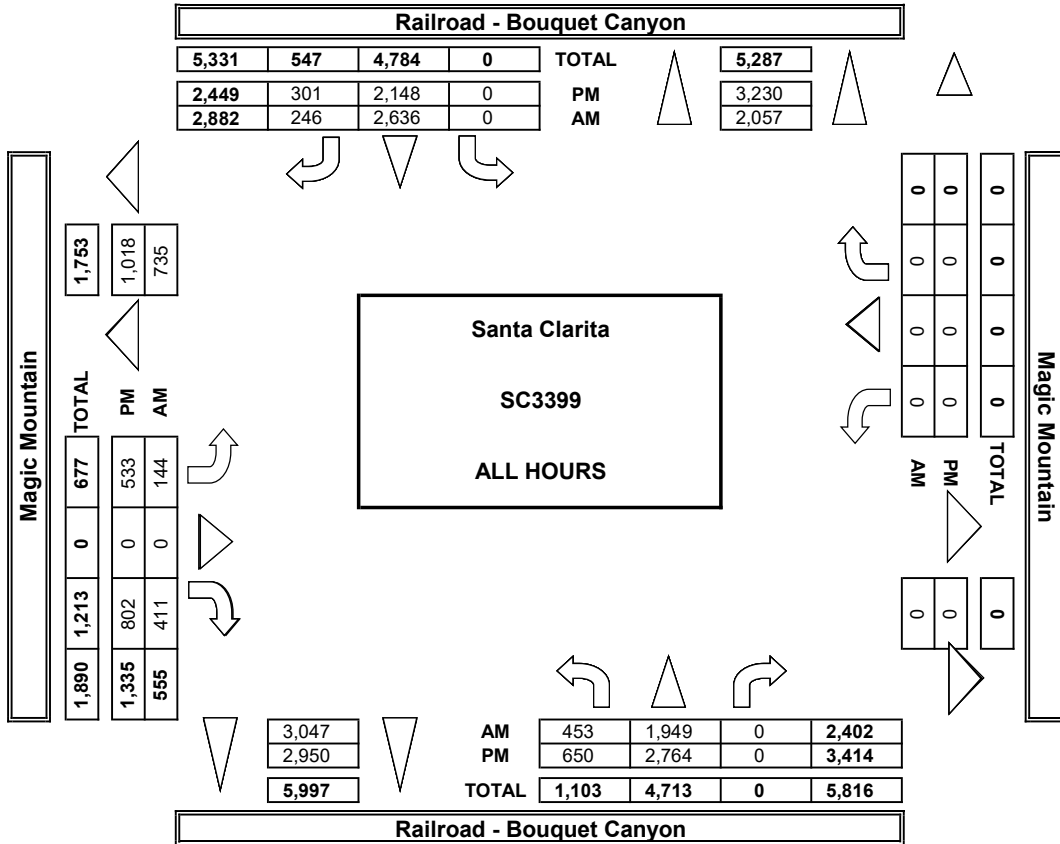 Railroad - Bouquet Canyon
5,331 547 4,784 0 TOTAL 5,287
2,449 301 2,148 0 PM 3,230
2,882 246 2,636 0 AM 2,057
Magic Mountain
1,753
1,018
735
TOTAL
PM
AM
677 0 1,213 1,890
533 0 802 1,335
144 0 411 555
Santa Clarita
SC3399
ALL HOURS
0 0 0 0 TOTAL
0 0 0 0 PM
0 0 0 0 AM
0
0
0
Magic Mountain
3,047 AM 453 1,949 0 2,402
2,950 PM 650 2,764 0 3,414
5,997 TOTAL 1,103 4,713 0 5,816
Railroad - Bouquet Canyon